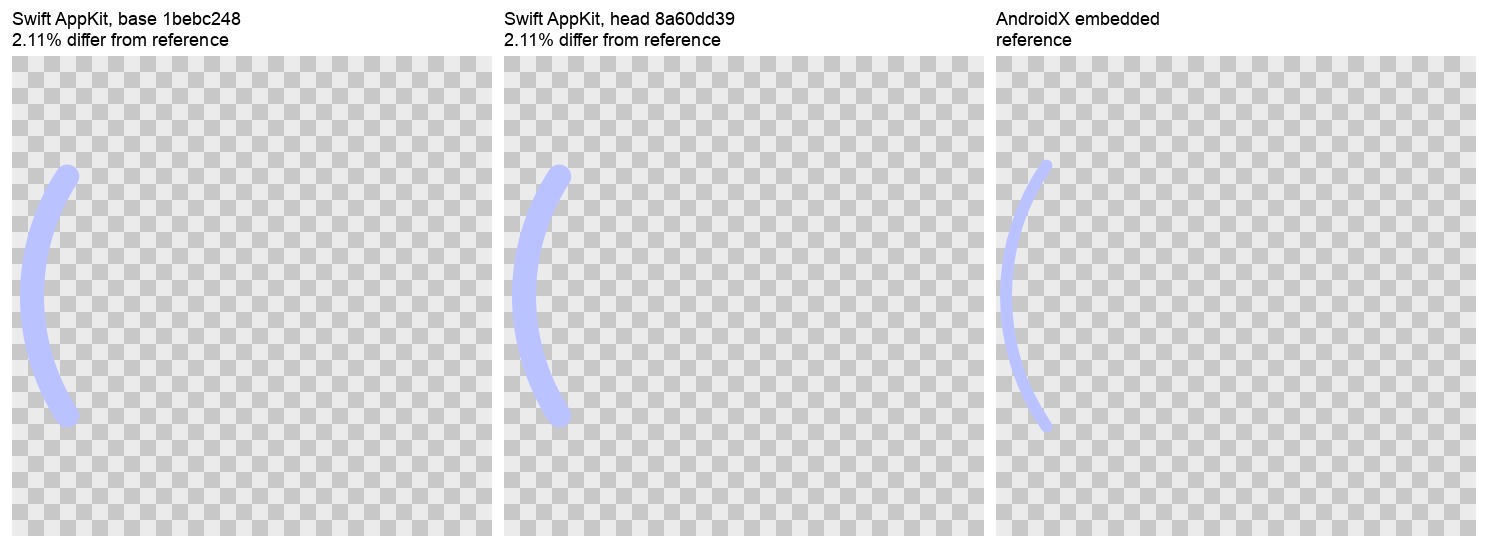 Swift AppKit, base 1bebc248
2.11% differ from reference
Swift AppKit, head 8a60dd39
2.11% differ from reference
AndroidX embedded
reference